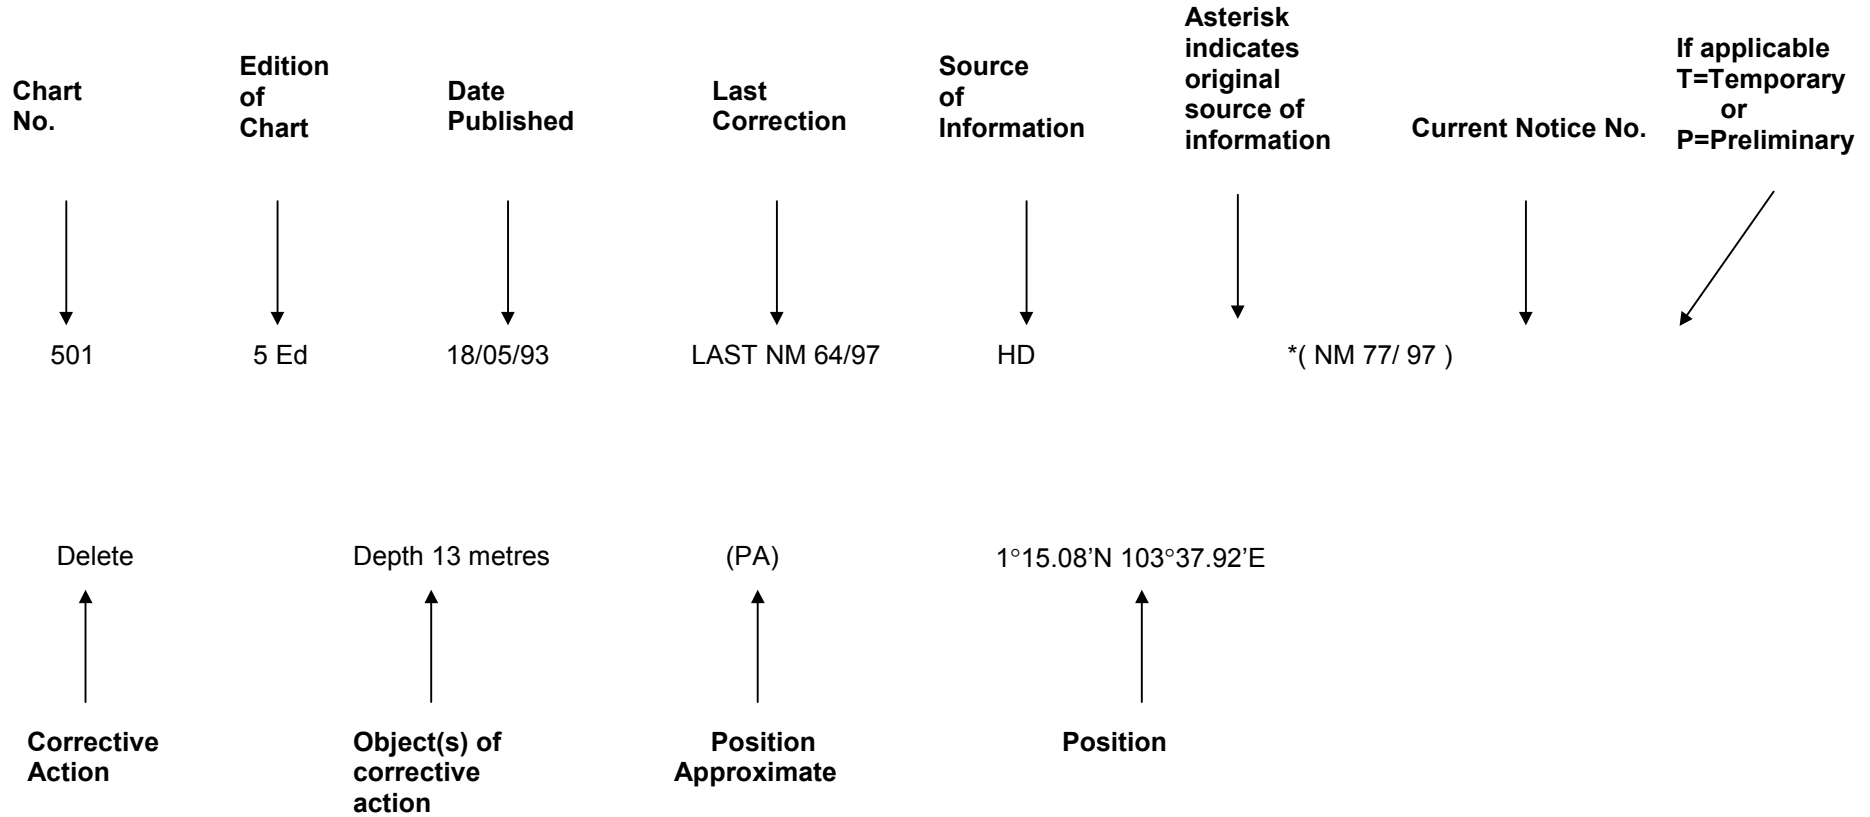 Chart
No.
Edition
of
Chart
Date
Published
Last
Correction
Source
of
Information
Asterisk
indicates
original
source of
information
Current Notice No.
If applicable
T=Temporary
or
P=Preliminary
501 5 Ed 18/05/93 LAST NM 64/97 HD *( NM 77/ 97 )
Delete Depth 13 metres (PA) 1°15.08’N 103°37.92’E
Corrective
Action
Object(s) of
corrective
action
Position
Approximate
Position